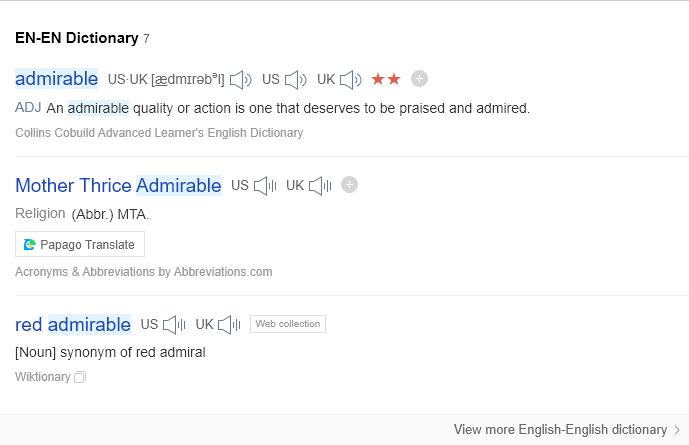 EN-EN Dictionary 7
admirable US·UK [ædmɪrəbᵊl] US UK ★★
ADJ An admirable quality or action is one that deserves to be praised and admired.
Collins Cobuild Advanced Learner's English Dictionary
Mother Thrice Admirable US UK
Religion (Abbr.) MTA.
Papago Translate
Acronyms & Abbreviations by Abbreviations.com
red admirable US UK Web collection
[Noun] synonym of red admiral
Wiktionary
View more English-English dictionary